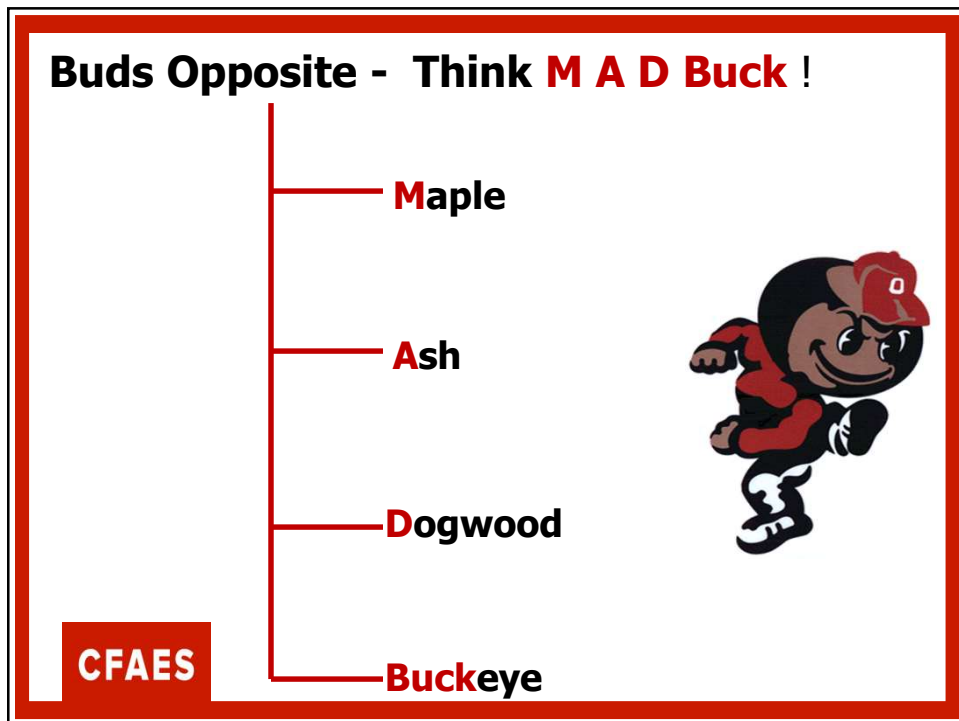 Buds Opposite - Think M A D Buck !
Maple
Ash
O
Dogwood
Buckeye
CFAES